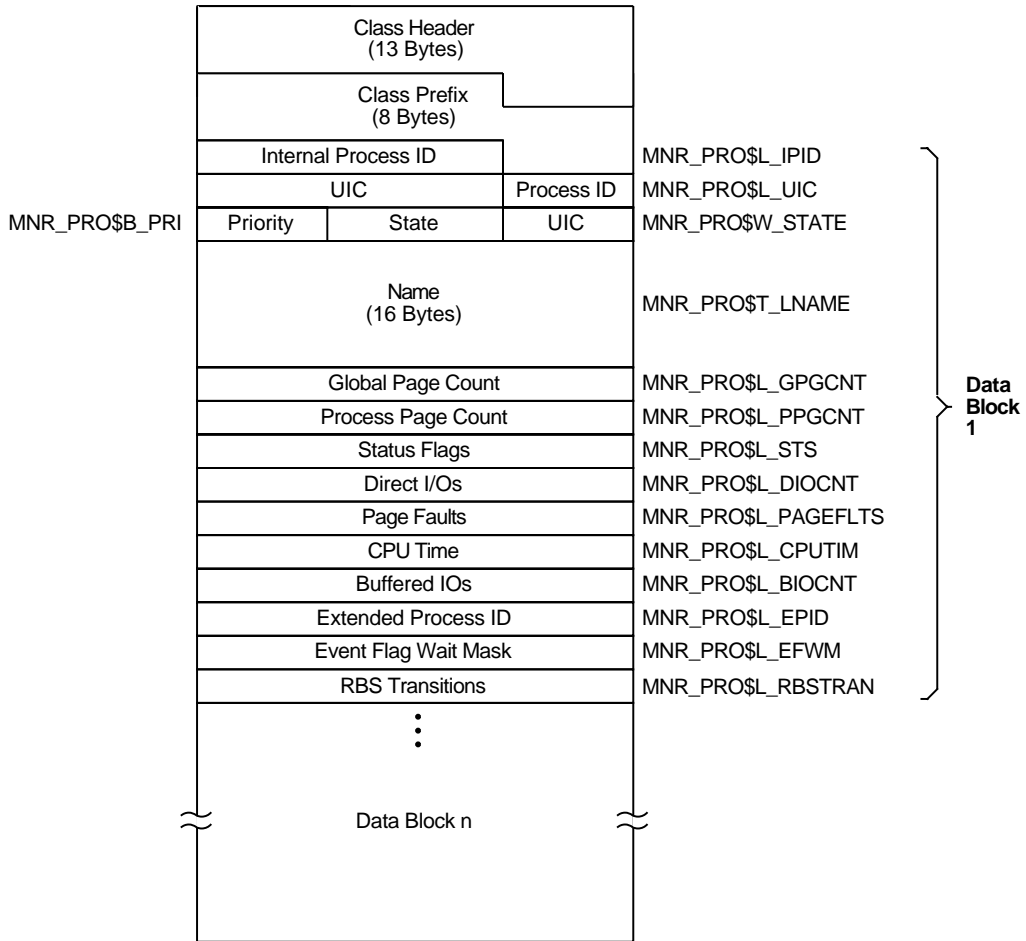 Class Header
(13 Bytes)
Class Prefix
(8 Bytes)
Internal Process ID MNR_PRO$L_IPID
UIC Process ID MNR_PRO$L_UIC
MNR_PRO$B_PRI Priority State UIC MNR_PRO$W_STATE
Name
(16 Bytes)
MNR_PRO$T_LNAME
Global Page Count MNR_PRO$L_GPGCNT
Process Page Count MNR_PRO$L_PPGCNT
Status Flags MNR_PRO$L_STS
Direct I/Os MNR_PRO$L_DIOCNT
Page Faults MNR_PRO$L_PAGEFLTS
CPU Time MNR_PRO$L_CPUTIM
Buffered IOs MNR_PRO$L_BIOCNT
Extended Process ID MNR_PRO$L_EPID
Event Flag Wait Mask MNR_PRO$L_EFWM
RBS Transitions MNR_PRO$L_RBSTRAN
Data
Block
1
Data Block n